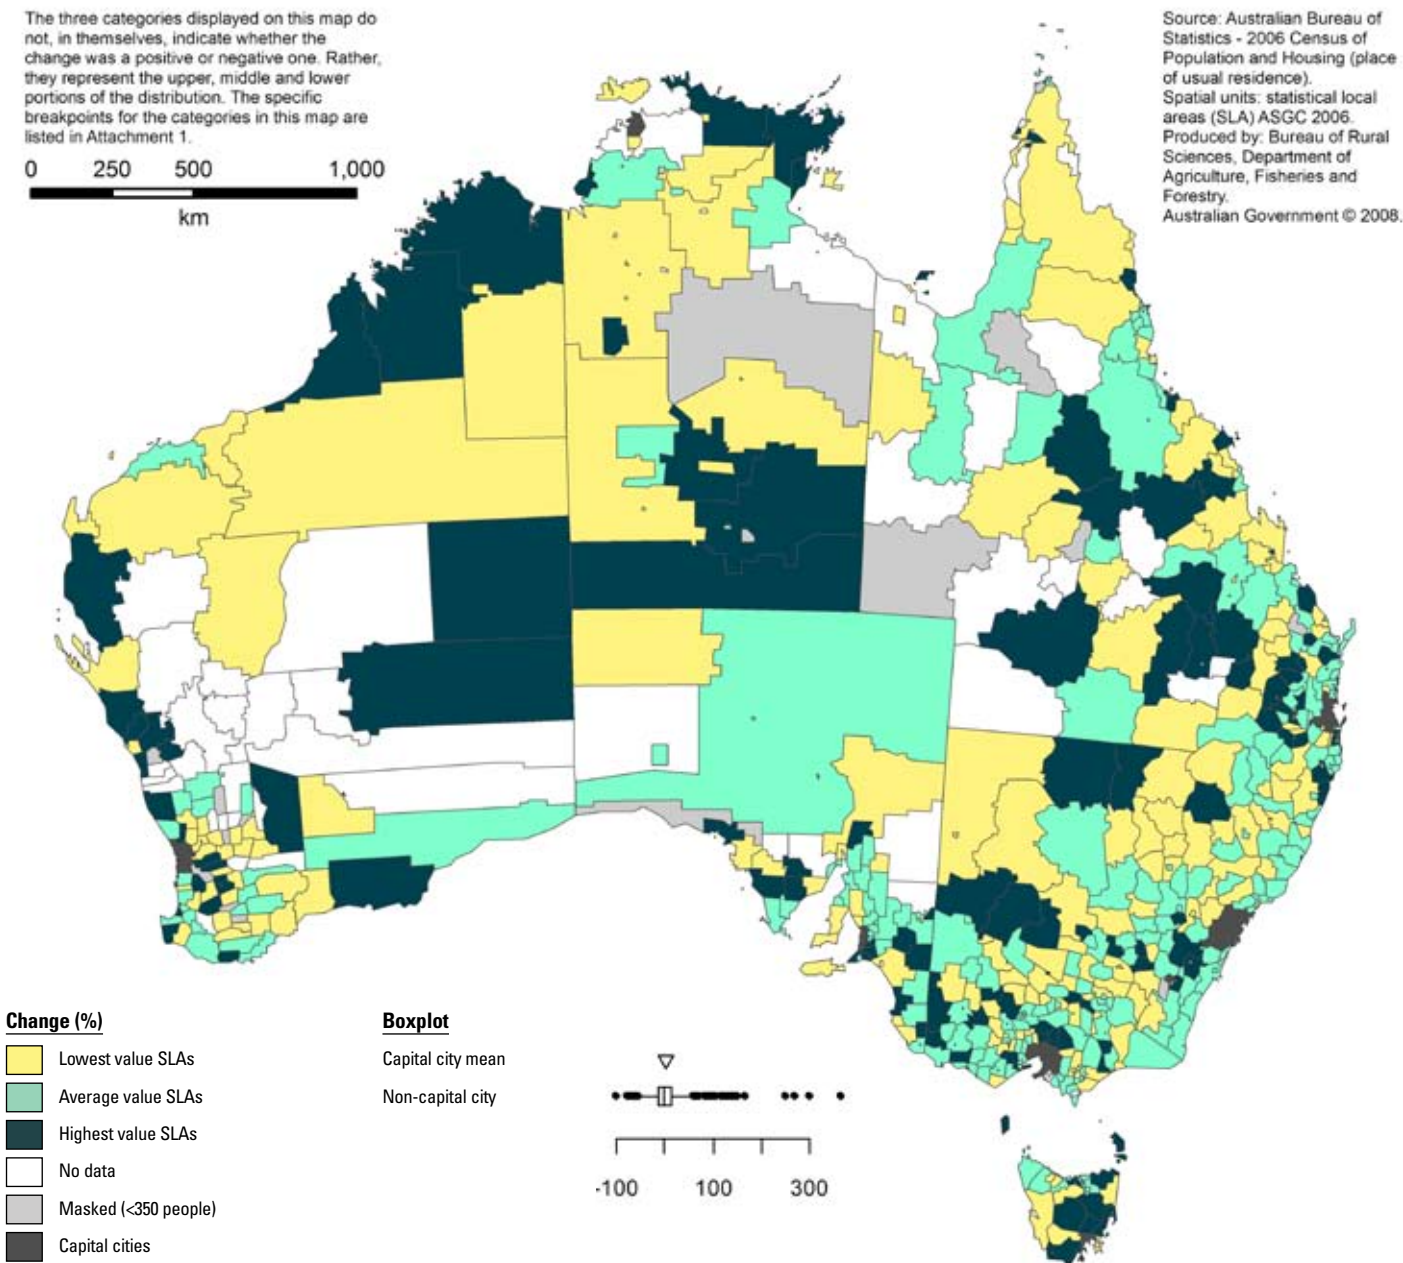 The three categories displayed on this map do
not, in themselves, indicate whether the
change was a positive or negative one. Rather,
they represent the upper, middle and lower
portions of the distribution. The specific
breakpoints for the categories in this map are
listed in Attachment 1.
0 250 500 1,000
km
Source: Australian Bureau of
Statistics - 2006 Census of
Population and Housing (place
of usual residence).
Spatial units: statistical local
areas (SLA) ASGC 2006.
Produced by: Bureau of Rural
Sciences, Department of
Agriculture, Fisheries and
Forestry.
Australian Government © 2008.
Change (%)
Lowest value SLAs
Average value SLAs
Highest value SLAs
No data
Masked (<350 people)
Capital cities
Boxplot
Capital city mean
Non-capital city
-100 100 300